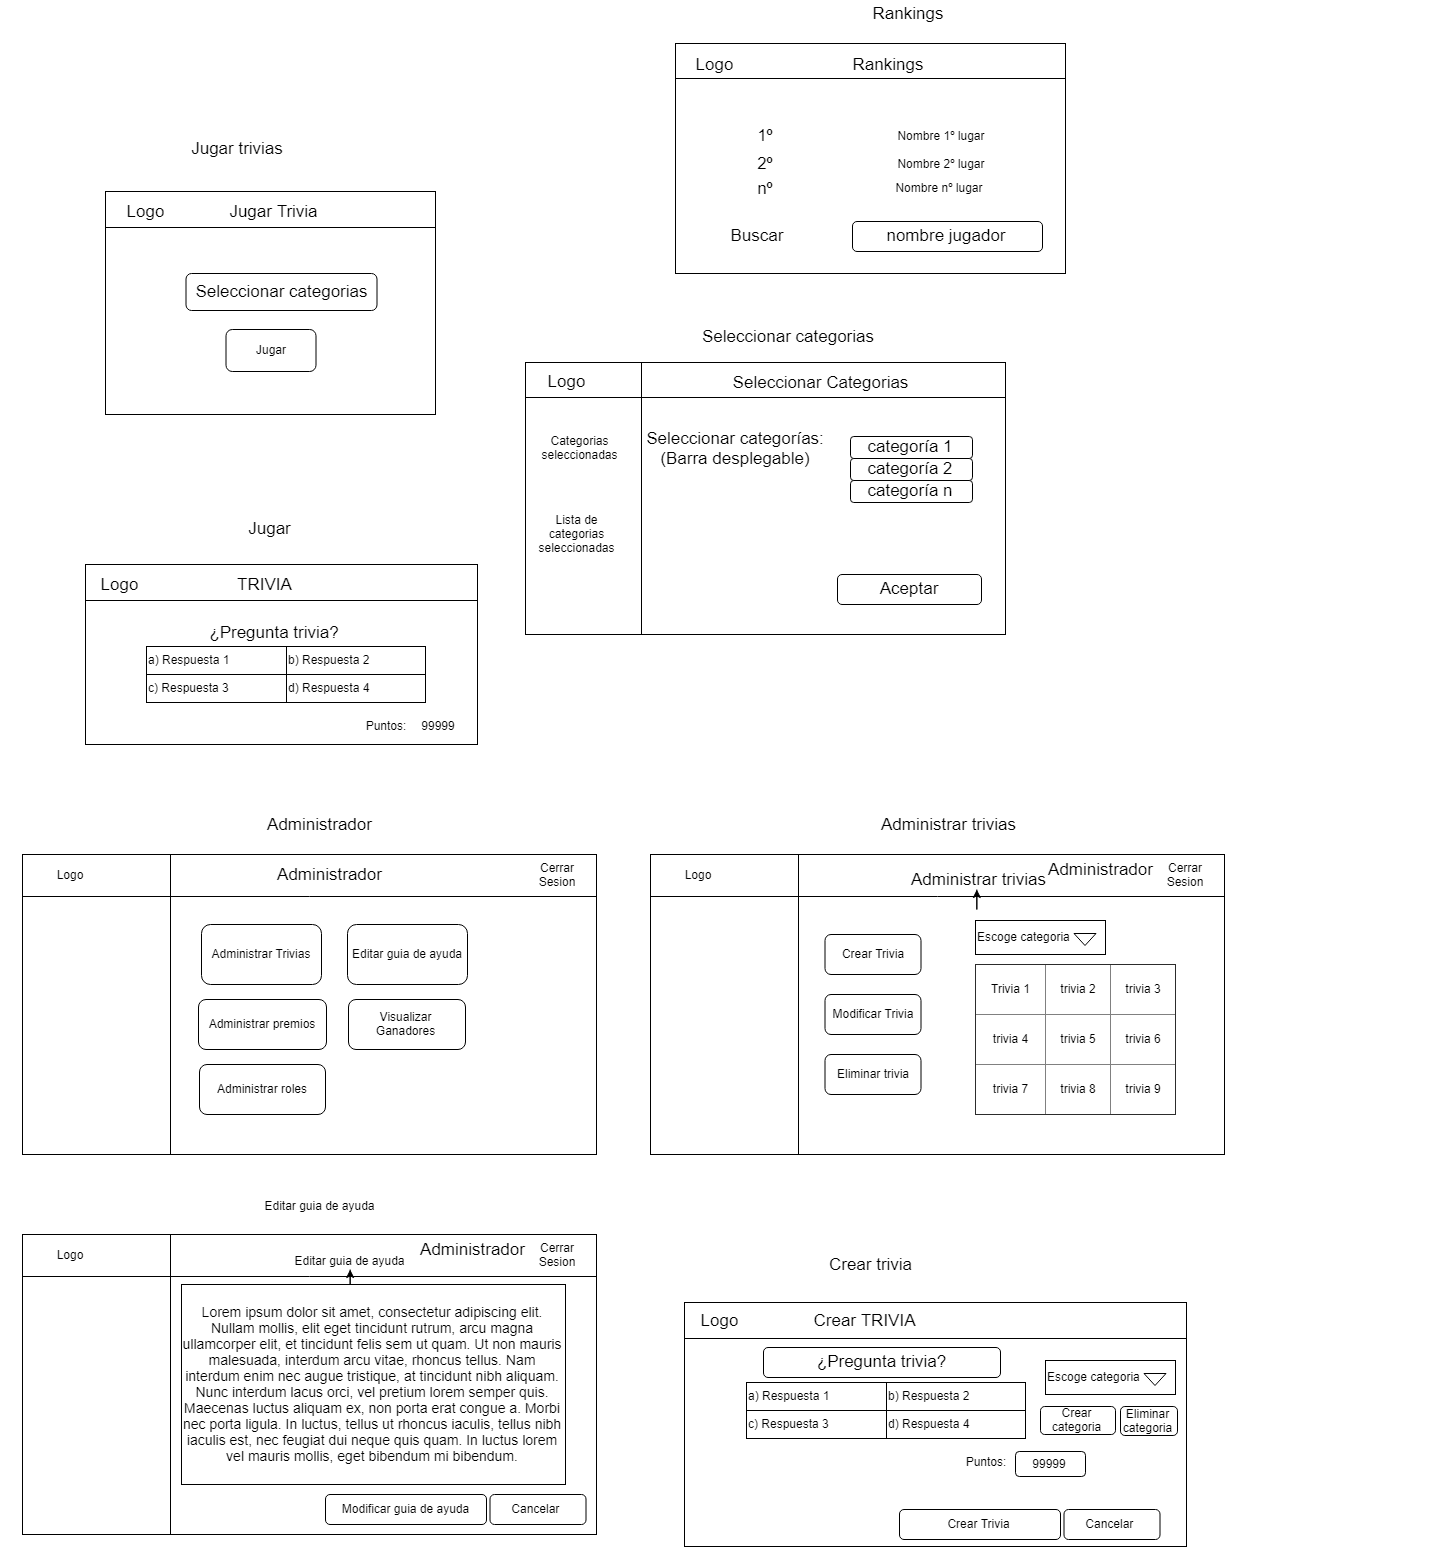 Rankings
Logo
Rankings
1º
Nombre 1º lugar
2º
Nombre 2º lugar
nº
Nombre nº lugar
Buscar
nombre jugador
Jugar trivias
Logo
Jugar Trivia
Seleccionar categorias
Jugar
Seleccionar categorias
Logo
Seleccionar Categorias
Categorias
seleccionadas
Lista de
categorias
seleccionadas
Seleccionar categorías:
(Barra desplegable)
categoría 1
categoría 2
categoría n
Aceptar
Jugar
Logo
TRIVIA
¿Pregunta trivia?
a) Respuesta 1
b) Respuesta 2
c) Respuesta 3
d) Respuesta 4
Puntos:
99999
Administrador
Logo
Administrador
Cerrar
Sesion
Administrar Trivias
Editar guia de ayuda
Administrar premios
Visualizar
Ganadores
Administrar roles
Administrar trivias
Logo
Administrar trivias
Administrador
Cerrar
Sesion
Crear Trivia
Modificar Trivia
Eliminar trivia
Escoge categoria
Trivia 1
trivia 2
trivia 3
trivia 4
trivia 5
trivia 6
trivia 7
trivia 8
trivia 9
Editar guia de ayuda
Logo
Editar guia de ayuda
Administrador
Cerrar
Sesion
Lorem ipsum dolor sit amet, consectetur adipiscing elit.
Nullam mollis, elit eget tincidunt rutrum, arcu magna
ullamcorper elit, et tincidunt felis sem ut quam. Ut non mauris
malesuada, interdum arcu vitae, rhoncus tellus. Nam
interdum enim nec augue tristique, at tincidunt nibh aliquam.
Nunc interdum lacus orci, vel pretium lorem semper quis.
Maecenas luctus aliquam ex, non porta erat congue a. Morbi
nec porta ligula. In luctus, tellus ut rhoncus iaculis, tellus nibh
iaculis est, nec feugiat dui neque quis quam. In luctus lorem
vel mauris mollis, eget bibendum mi bibendum.
Modificar guia de ayuda
Cancelar
Crear trivia
Logo
Crear TRIVIA
¿Pregunta trivia?
a) Respuesta 1
b) Respuesta 2
c) Respuesta 3
d) Respuesta 4
Escoge categoria
Crear
categoria
Eliminar
categoria
Puntos:
99999
Crear Trivia
Cancelar